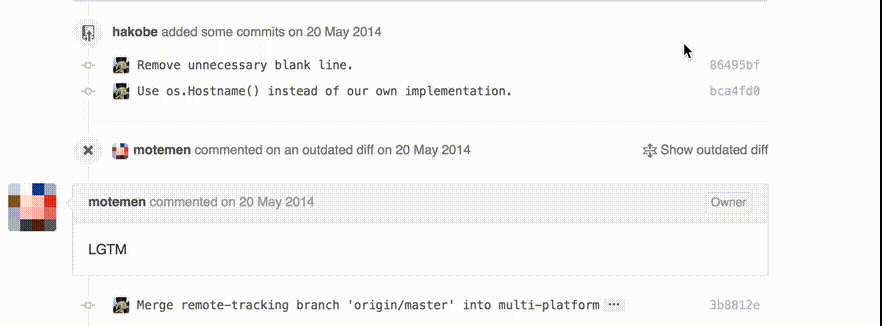 hakobe added some commits on 20 May 2014
Remove unnecessary blank line. 86495bf
Use os.Hostname() instead of our own implementation. bca4fd0
motemen commented on an outdated diff on 20 May 2014 Show outdated diff
motemen commented on 20 May 2014 Owner
LGTM
Merge remote-tracking branch 'origin/master' into multi-platform ... 3b8812e